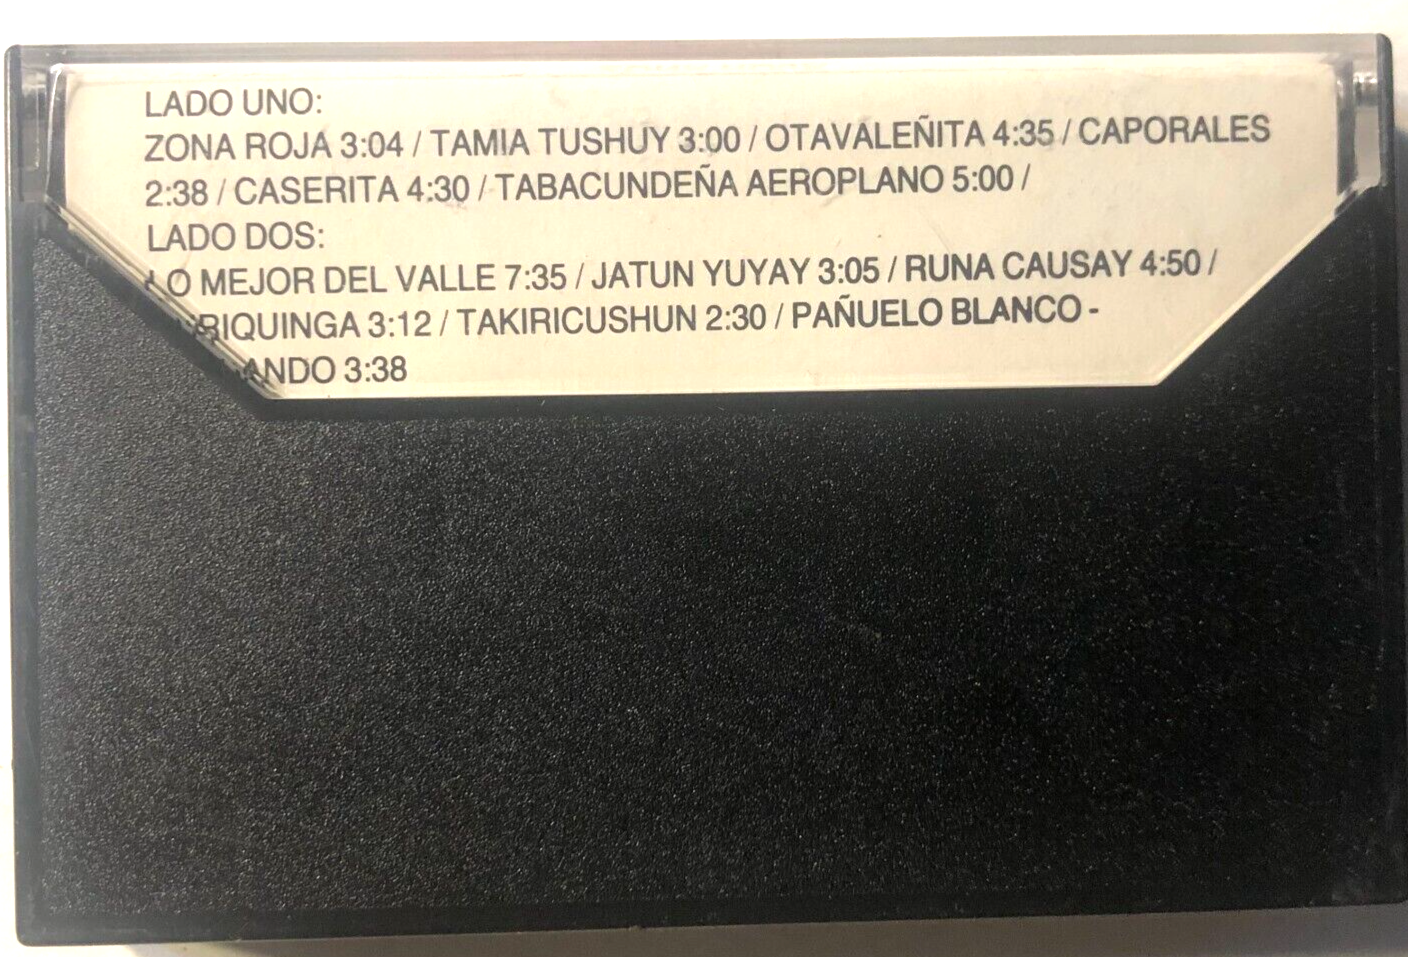 LADO UNO:
ZONA ROJA 3:04 / TAMIA TUSHUY 3:00 / OTAVALEÑITA 4:35 / CAPORALES
2:38 / CASERITA 4:30 / TABACUNDEÑA AEROPLANO 5:00 /
LADO DOS:
LO MEJOR DEL VALLE 7:35 / JATUN YUYAY 3:05 / RUNA CAUSAY 4:50 /
3:12 / TAKIRICUSHUN 2:30 / PAÑUELO BLANCO -
3:38